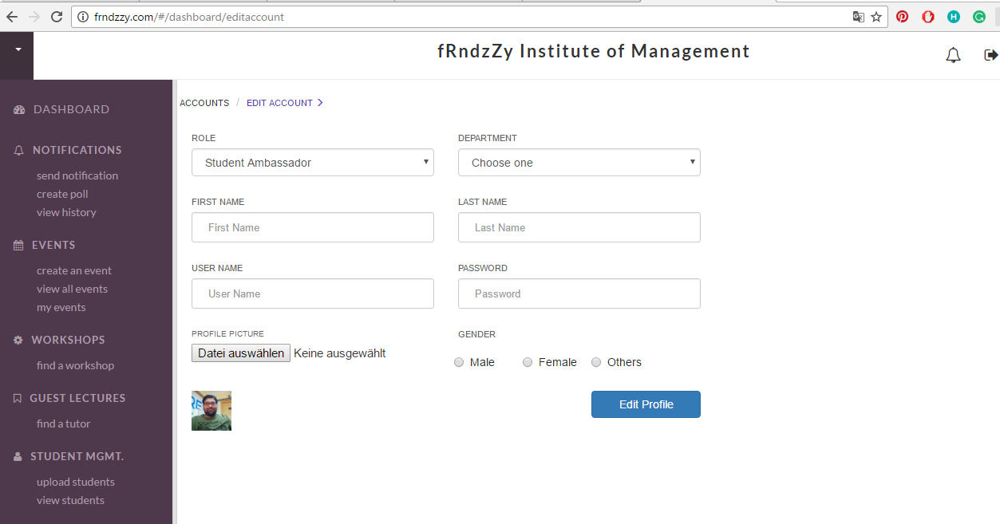 frndzzy.com/#/dashboard/editaccount
fRndzZy Institute of Management
DASHBOARD
NOTIFICATIONS
send notification
create poll
view history
EVENTS
create an event
view all events
my events
WORKSHOPS
find a workshop
GUEST LECTURES
find a tutor
STUDENT MGMT.
upload students
view students
ACCOUNTS / EDIT ACCOUNT
ROLE
Student Ambassador
DEPARTMENT
Choose one
FIRST NAME
First Name
LAST NAME
Last Name
USER NAME
User Name
PASSWORD
Password
PROFILE PICTURE
Datei auswählen Keine ausgewählt
GENDER
Male Female Others
RE
Edit Profile